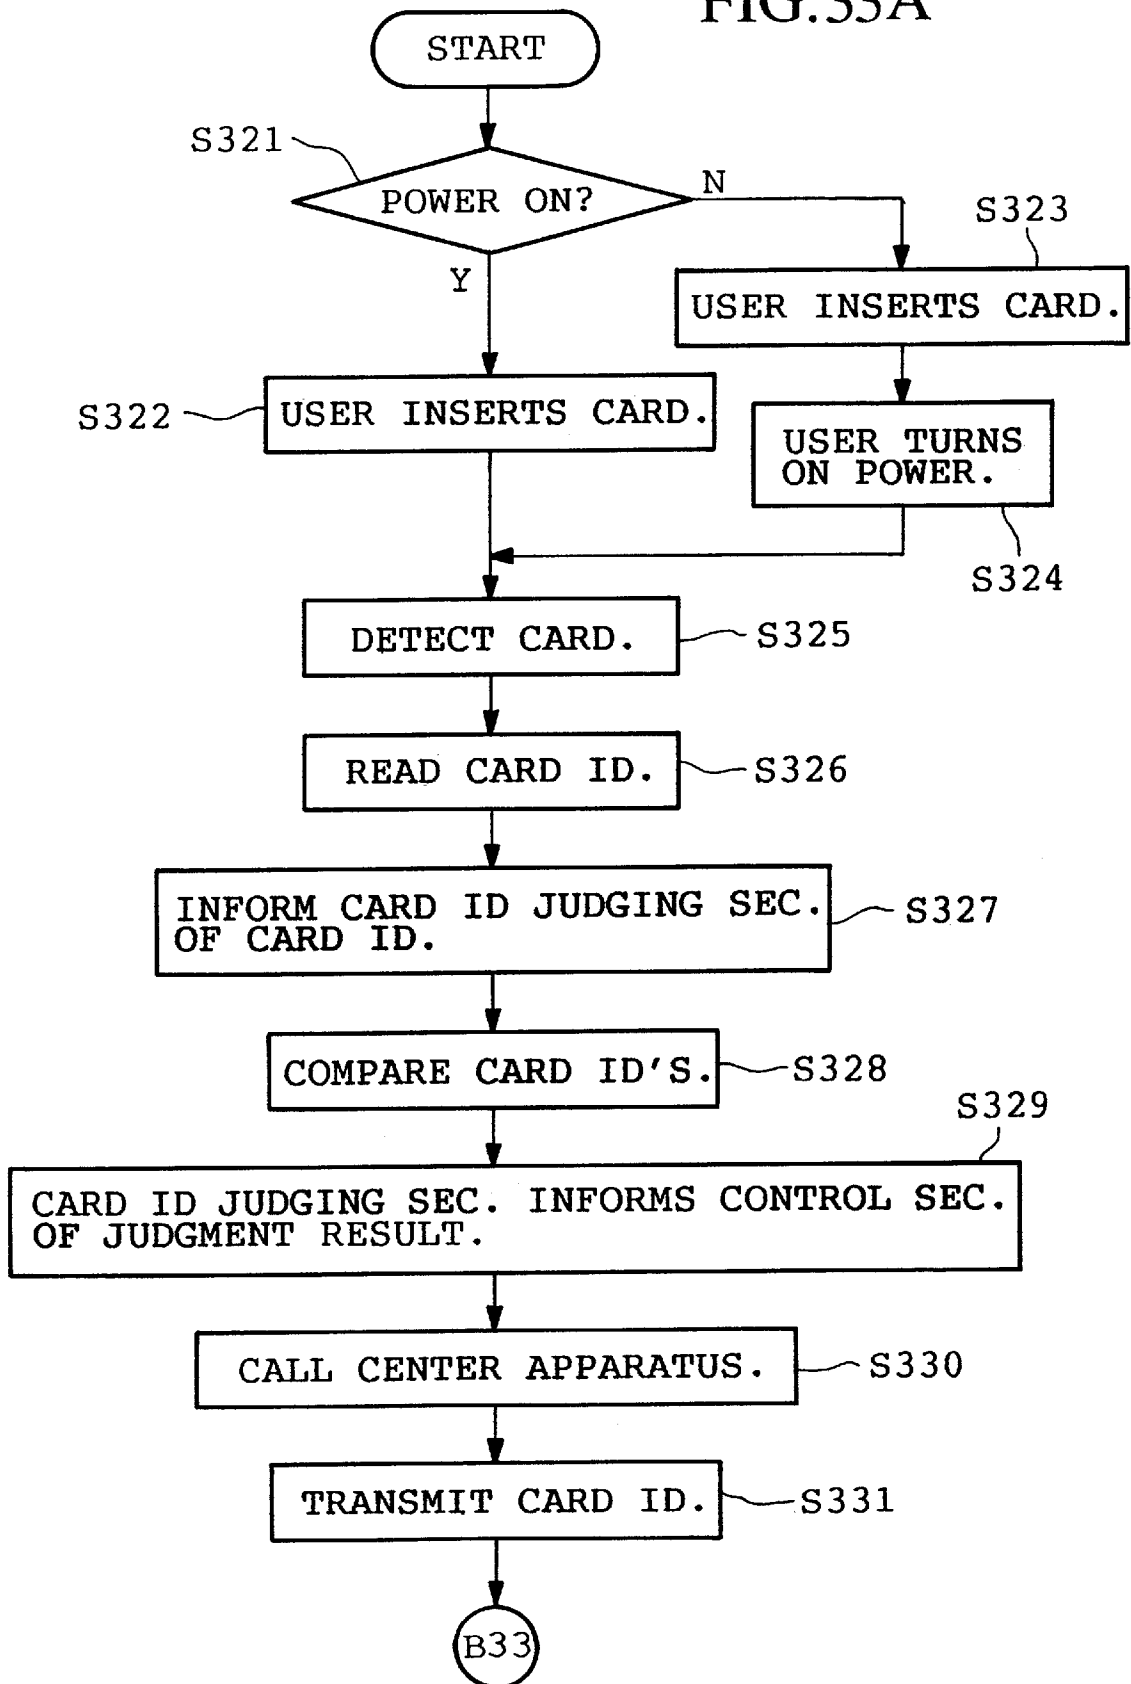 FIG.33A
START
S321
POWER ON?
N
S323
Y
USER INSERTS CARD.
S322
USER INSERTS CARD.
USER TURNS
ON POWER.
S324
DETECT CARD.
S325
READ CARD ID.
S326
INFORM CARD ID JUDGING SEC.
OF CARD ID.
S327
COMPARE CARD ID'S.
S328
S329
CARD ID JUDGING SEC. INFORMS CONTROL SEC.
OF JUDGMENT RESULT.
CALL CENTER APPARATUS.
S330
TRANSMIT CARD ID.
S331
B33